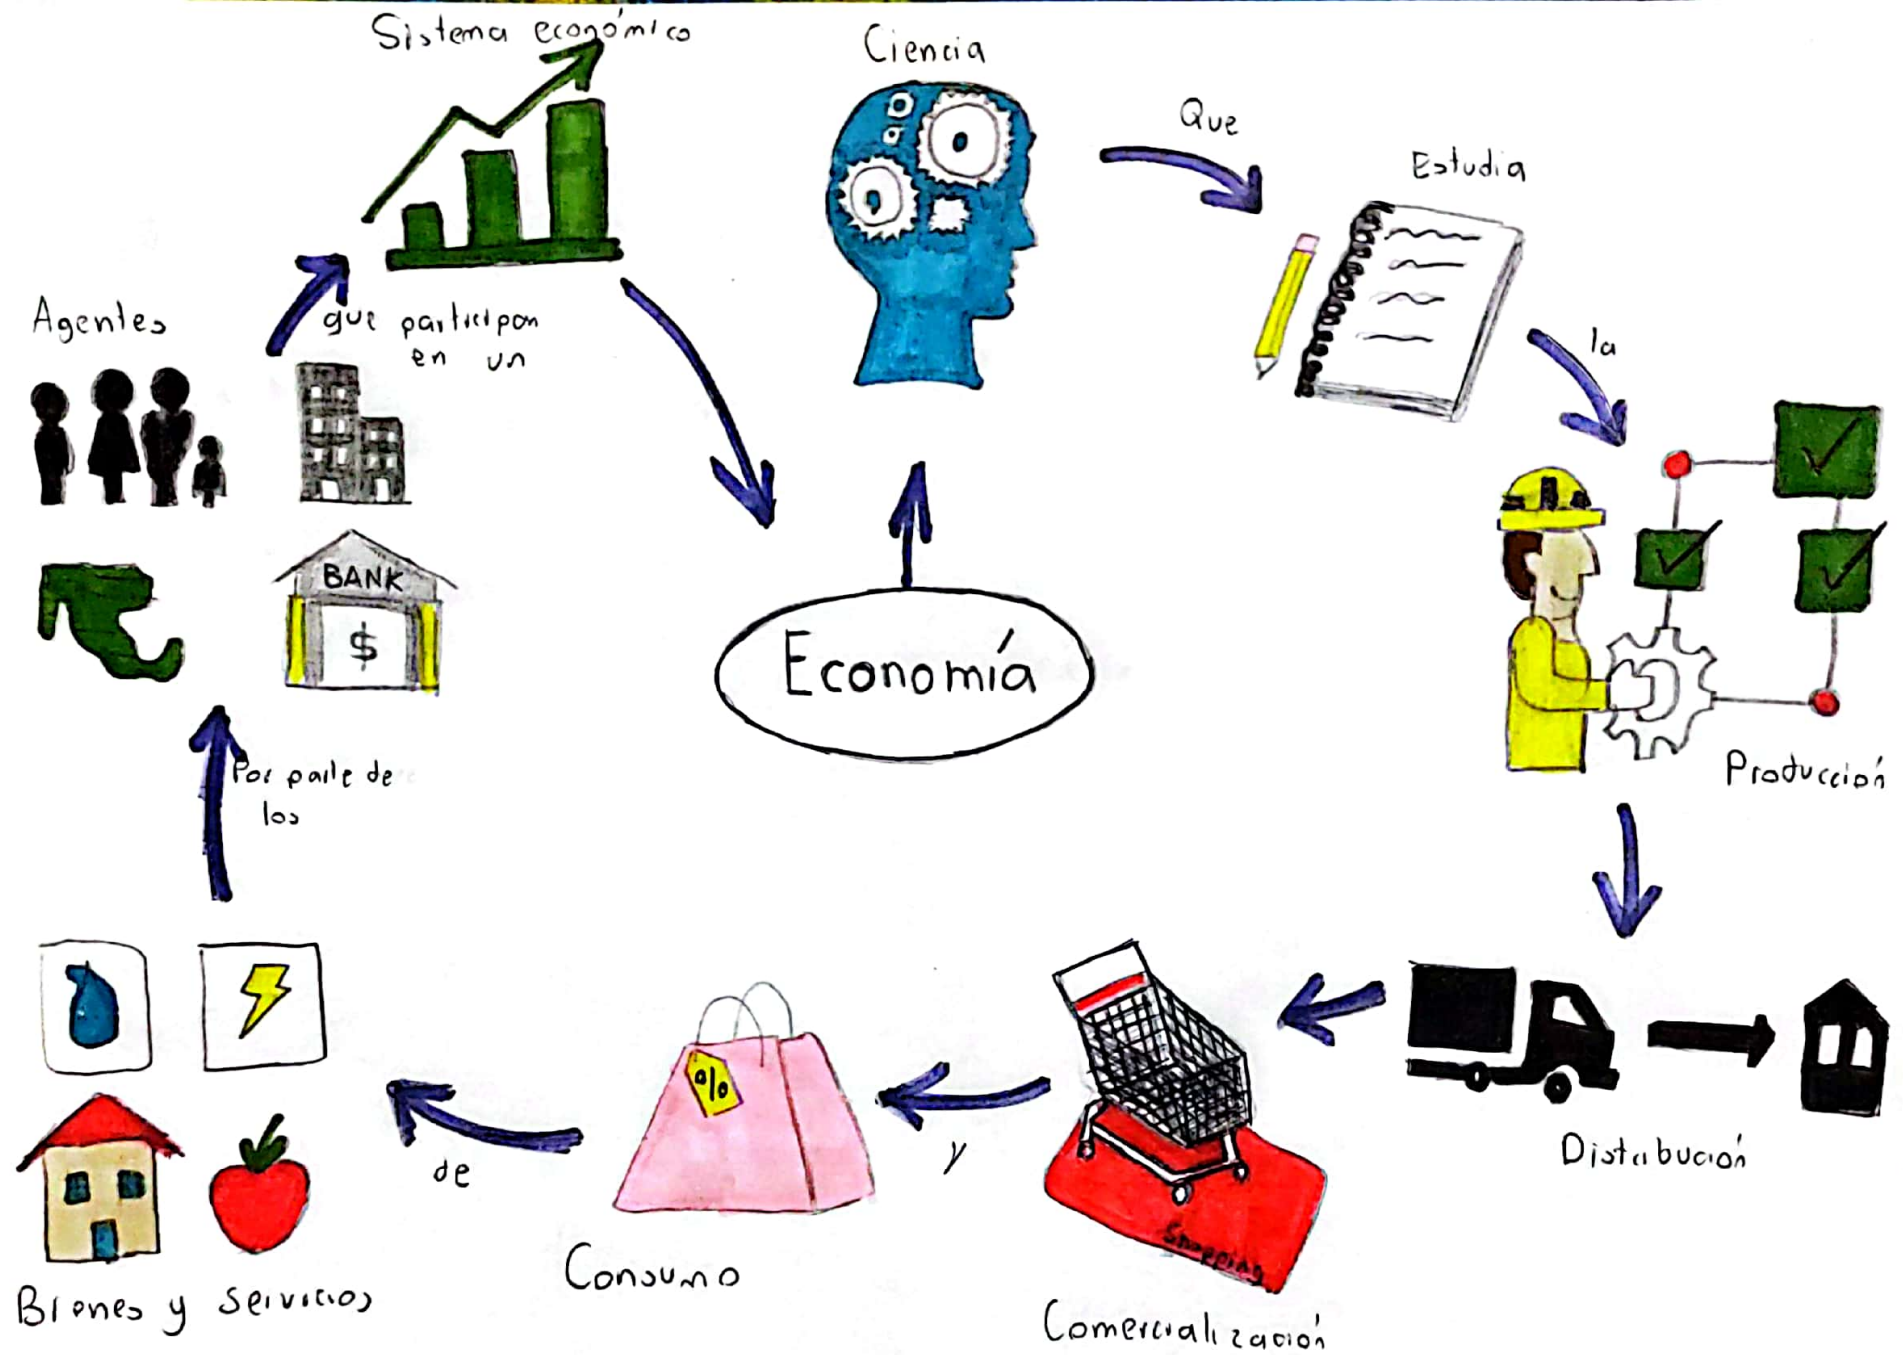 Sistema económico
Ciencia
Que
Estudia
la
Producción
Distribución
Comercialización
Shopping
y
Consumo
de
Bienes y servicios
Por parte de
los
Agentes
BANK
$
que participan
en un
Economía
%